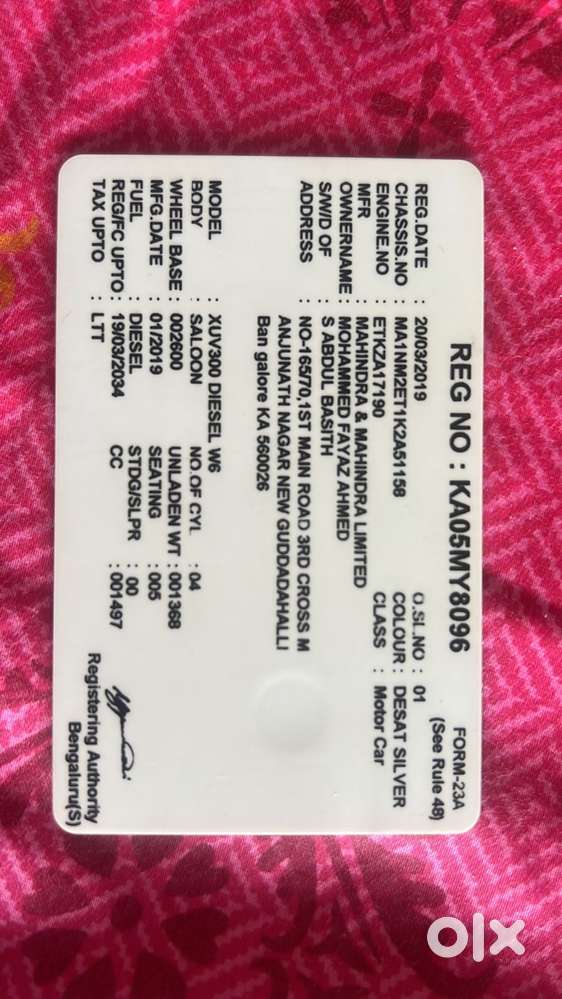 FORM-23A
(See Rule 48)
REG NO : KA05MY8096
REG.DATE : 20/03/2019 O.SL.NO : 01
CHASSIS.NO : MA1NM2ET1K2A51158 COLOUR : DESAT SILVER
ENGINE.NO : ETKZA17190 CLASS : Motor Car
MFR : MAHINDRA & MAHINDRA LIMITED
OWNERNAME : MOHAMMED FAYAZ AHMED
S/W/D OF : S ABDUL BASITH
ADDRESS : NO-165/70,1ST MAIN ROAD 3RD CROSS M
ANJUNATH NAGAR NEW GUDDADAHALLI
Ban galore KA 560026
MODEL : XUV300 DIESEL W6
BODY : SALOON NO.OF CYL : 04
WHEEL BASE : 002600 UNLADEN WT : 001368
MFG.DATE : 01/2019 SEATING : 005
FUEL : DIESEL STDG/SLPR : 00
REG/FC UPTO : 19/03/2034 CC : 001497
TAX UPTO : LTT
Registering Authority
Bengaluru(S)
olx